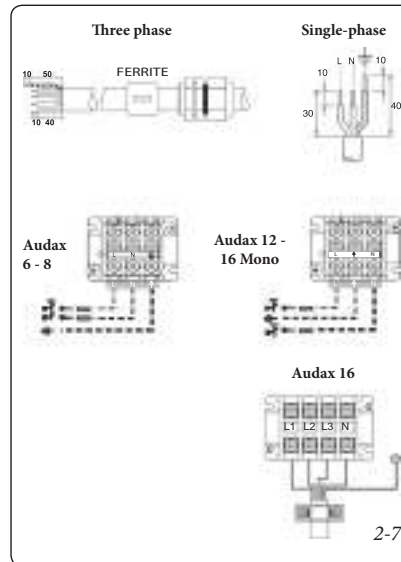 Three phase
Single-phase
10 50
FERRITE
10 40
L N
10
10
30
40
Audax
6 - 8
L N
Audax 12 -
16 Mono
L N
Audax 16
L1 L2 L3 N
2-7